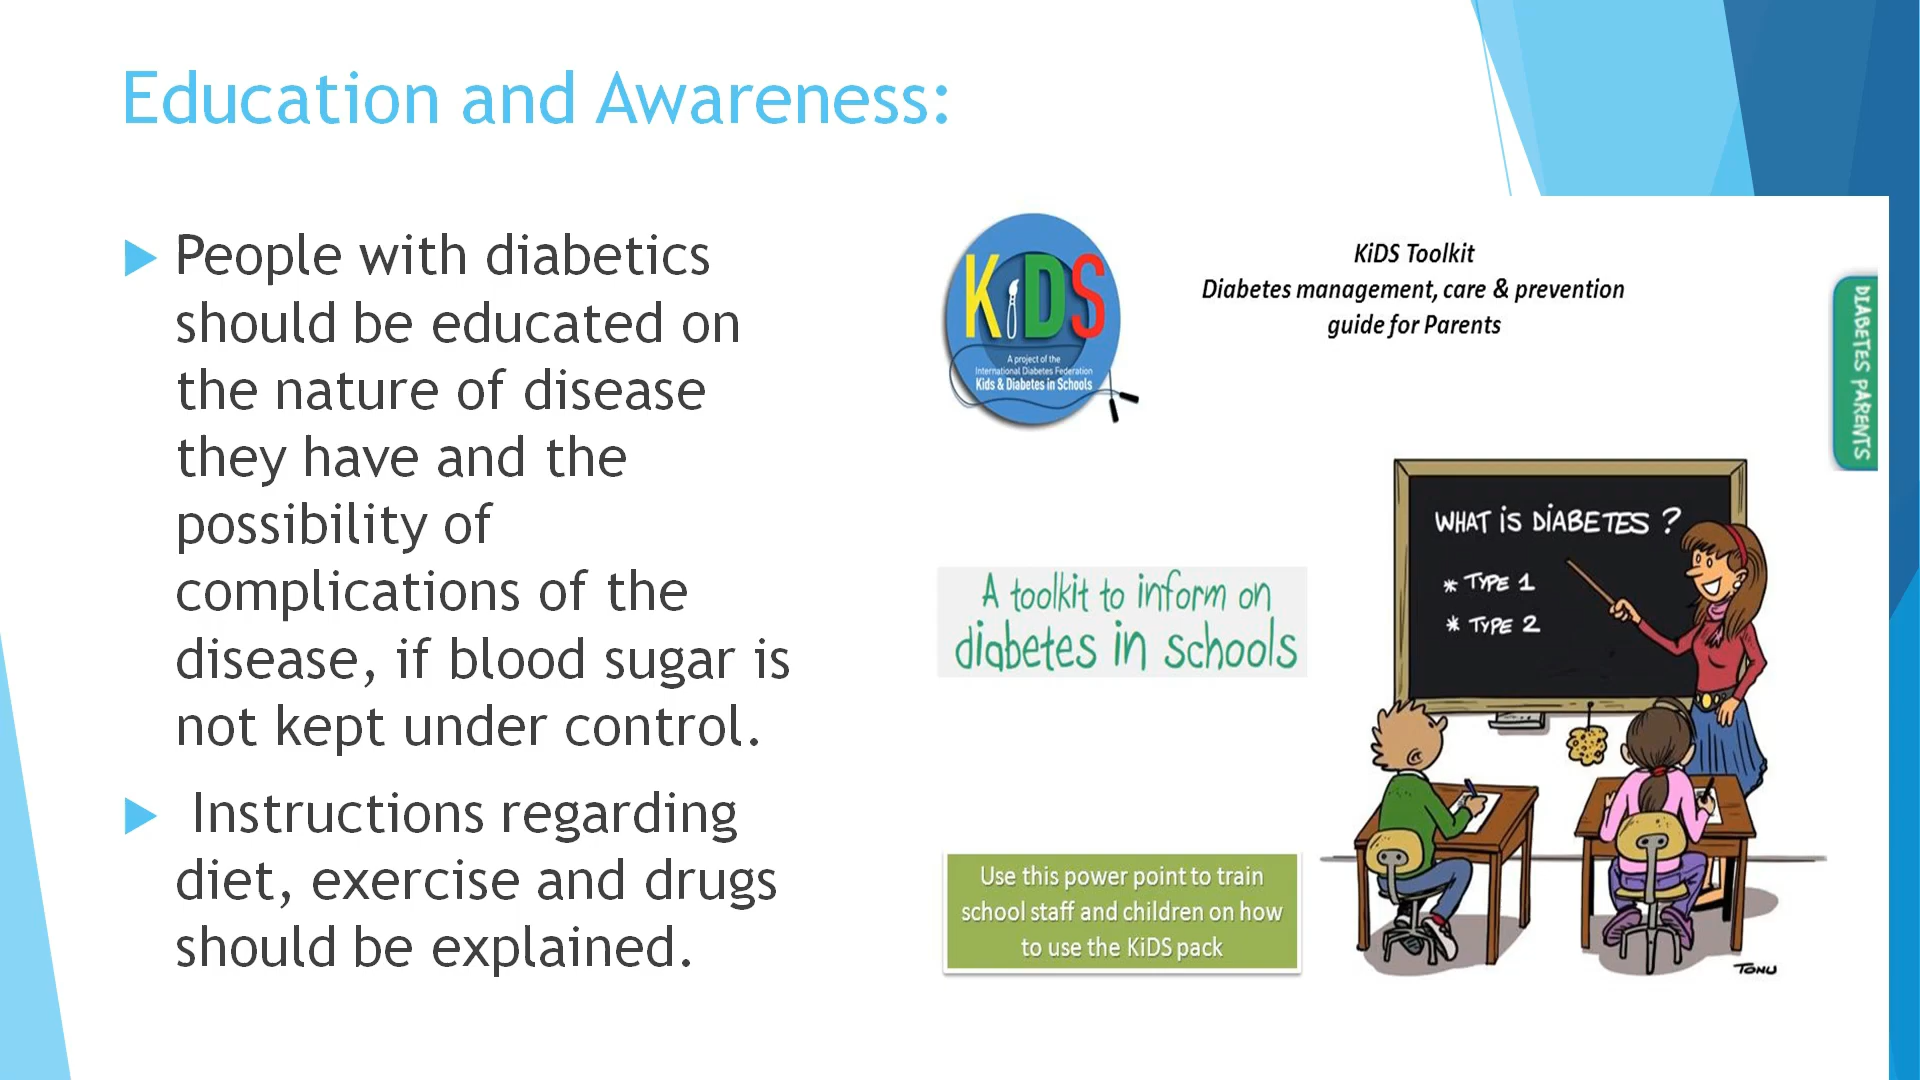 Education and Awareness:
People with diabetics
should be educated on
the nature of disease
they have and the
possibility of
complications of the
disease, if blood sugar is
not kept under control.
Instructions regarding
diet, exercise and drugs
should be explained.
KiDS
A project of the
International Diabetes Federation
Kids & Diabetes in Schools
KiDS Toolkit
Diabetes management, care & prevention
guide for Parents
DIABETES PARENTS
WHAT iS DiABETES ?
* TYPE 1
* TYPE 2
A toolkit to inform on
diabetes in schools
Use this power point to train
school staff and children on how
to use the KiDS pack
TONU